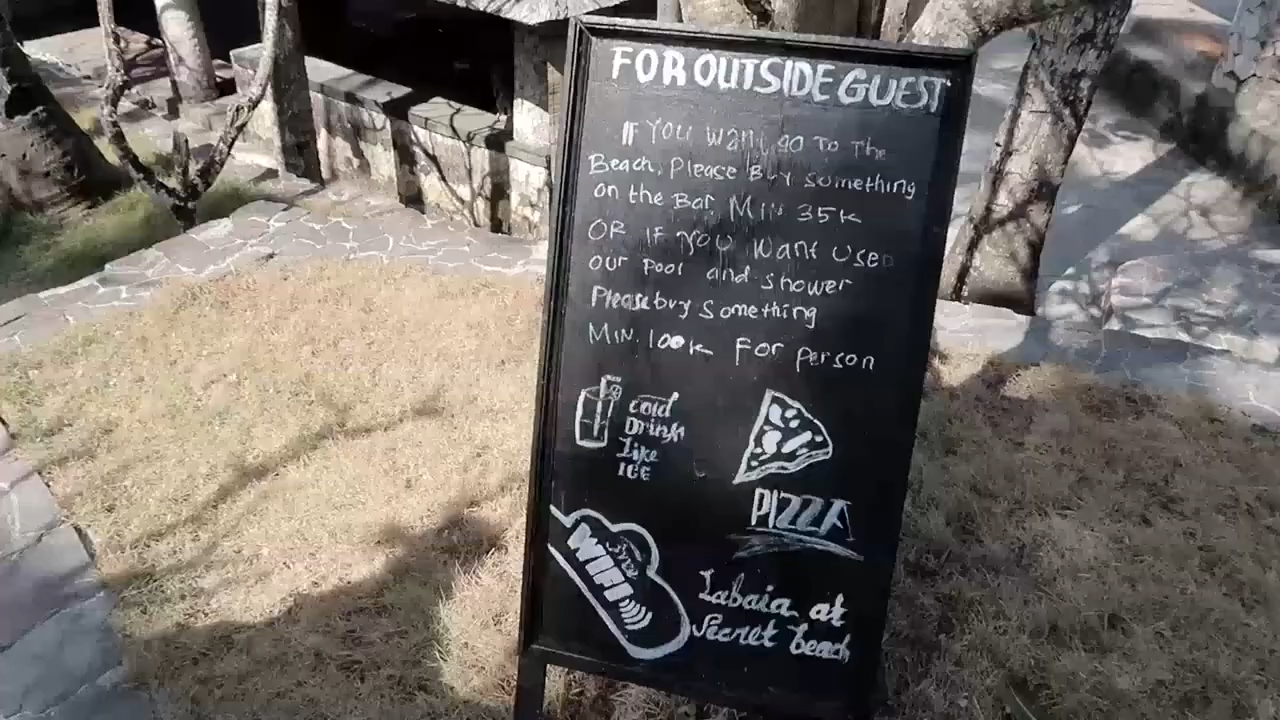 FOR OUTSIDE GUEST
IF YOU Want go To The
Beach, Please Buy something
on the Bar MIN 35K
OR IF YOU Want Used
our Pool and shower
Please buy Something
MIN. 100K For person
Cold
Drink
Like
ICE
PIZZA
WIFI
Labaia at
Secret beach